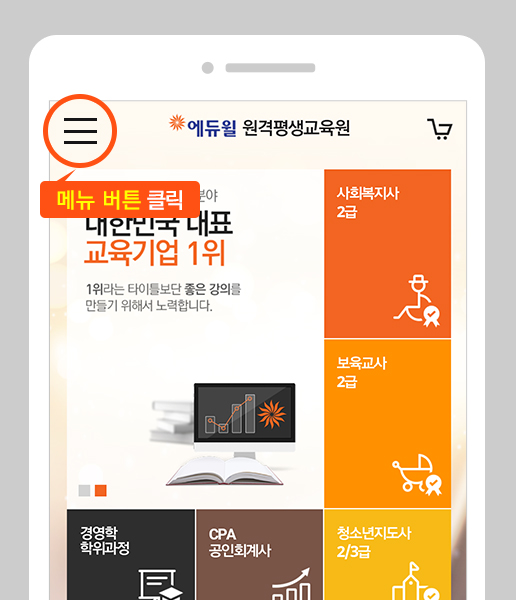 에듀윌 원격평생교육원
메뉴 버튼 클릭
분야
대한민국 대표
교육기업 1위
1위라는 타이틀보단 좋은 강의를
만들기 위해서 노력합니다.
사회복지사
2급
보육교사
2급
경영학
학위과정
CPA
공인회계사
청소년지도사
2/3급